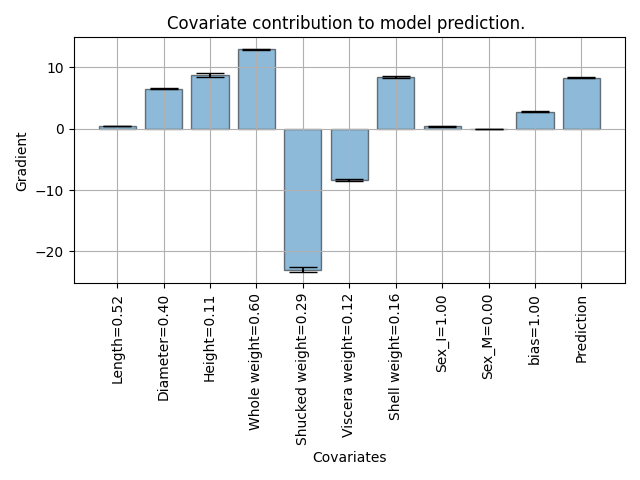 Covariate contribution to model prediction.
Gradient
10
0
−10
−20
Length=0.52
Diameter=0.40
Height=0.11
Whole weight=0.60
Shucked weight=0.29
Viscera weight=0.12
Shell weight=0.16
Sex_I=1.00
Sex_M=0.00
bias=1.00
Prediction
Covariates